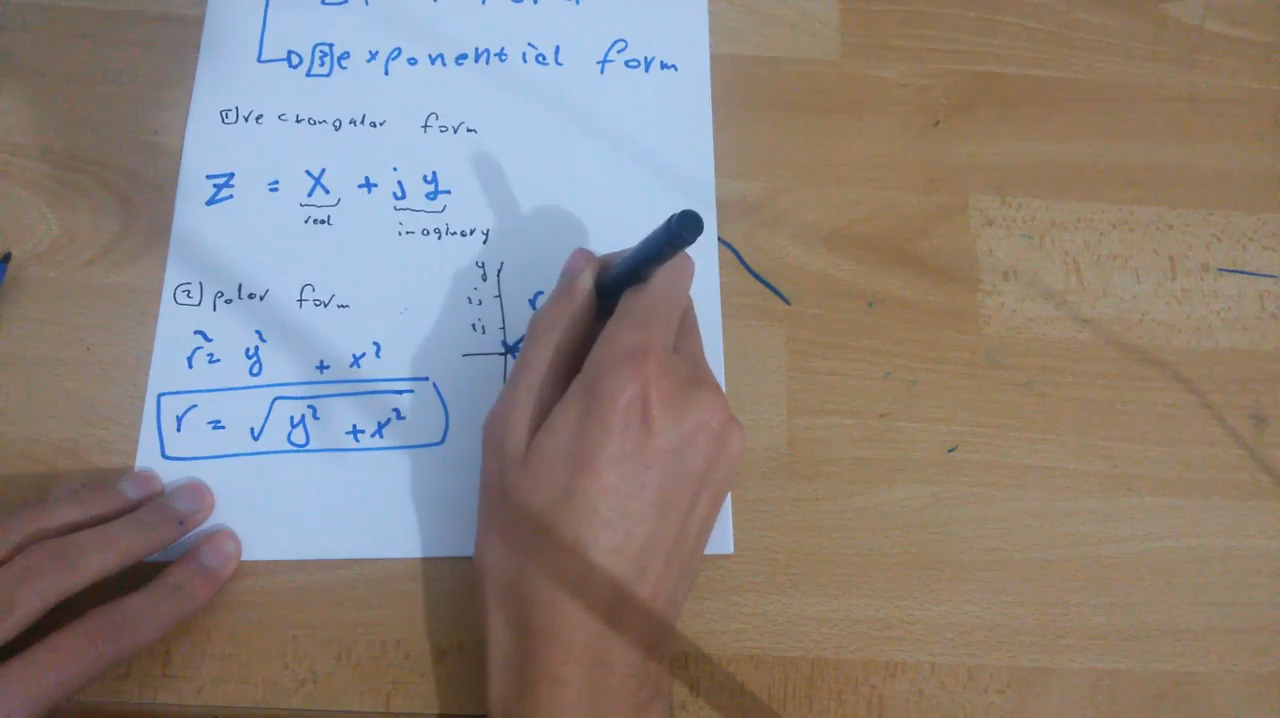 3 exponential form
1 rectangular form
Z = X + j y
real
imaginary
y
2 polar form
r
r² = y² + x²
r = √y² + x²